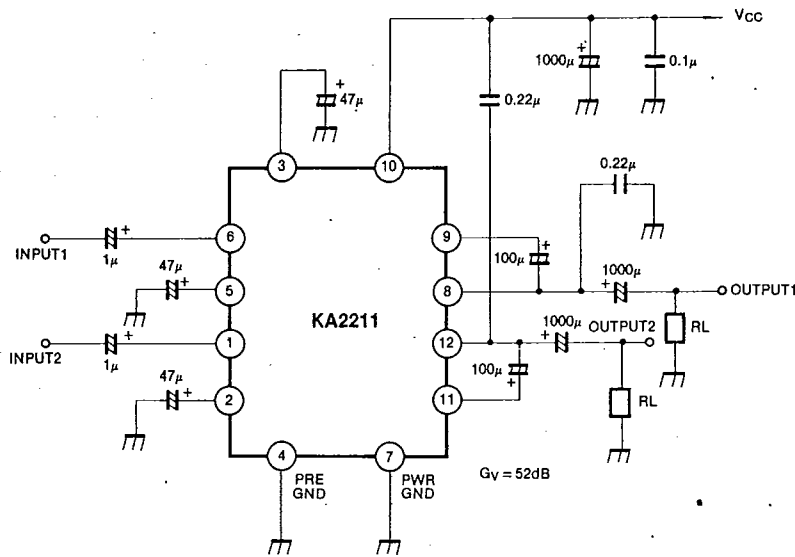 VCC
1000μ
+
0.1μ
+
47μ
0.22μ
3
10
0.22μ
INPUT1
+
1μ
6
9
+
100μ
47μ
+
5
8
1000μ
+
OUTPUT1
KA2211
RL
INPUT2
+
1μ
1
12
1000μ
+
OUTPUT2
47μ
+
2
100μ
+
11
RL
4
PRE
GND
7
PWR
GND
GV = 52dB